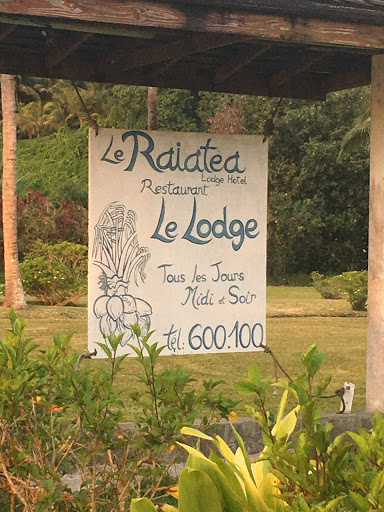 Le Raiatea
Lodge Hotel
Restaurant
Le Lodge
Tous les Jours
Midi et Soir
tél: 600.100